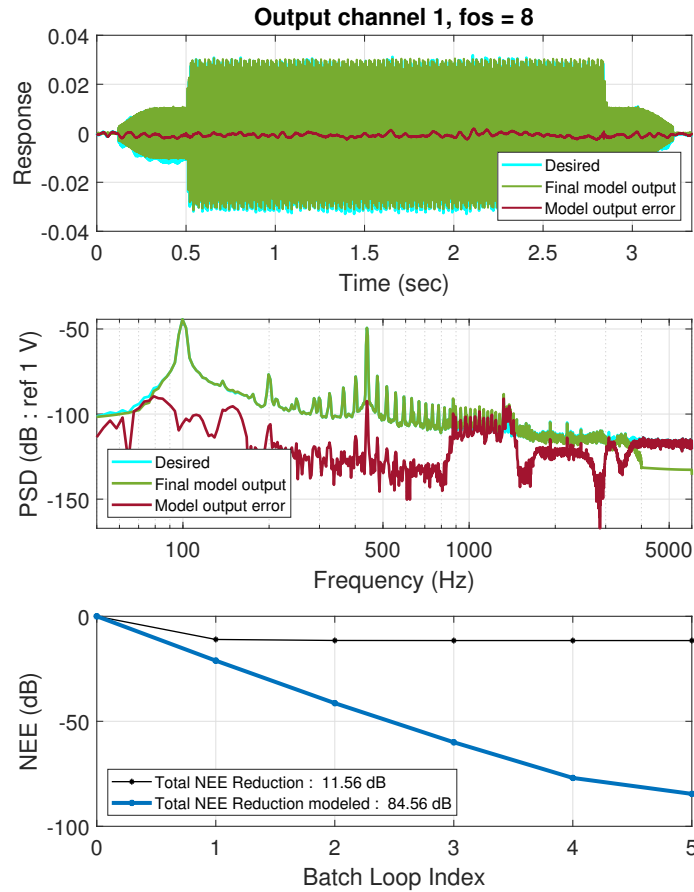 Output channel 1, fos = 8
0.04
0.02
0
-0.02
-0.04
Response
Desired
Final model output
Model output error
0 0.5 1 1.5 2 2.5 3
Time (sec)
-50
-100
-150
PSD (dB : ref 1 V)
Desired
Final model output
Model output error
100 500 1000 5000
Frequency (Hz)
0
-50
-100
NEE (dB)
Total NEE Reduction : 11.56 dB
Total NEE Reduction modeled : 84.56 dB
0 1 2 3 4 5
Batch Loop Index